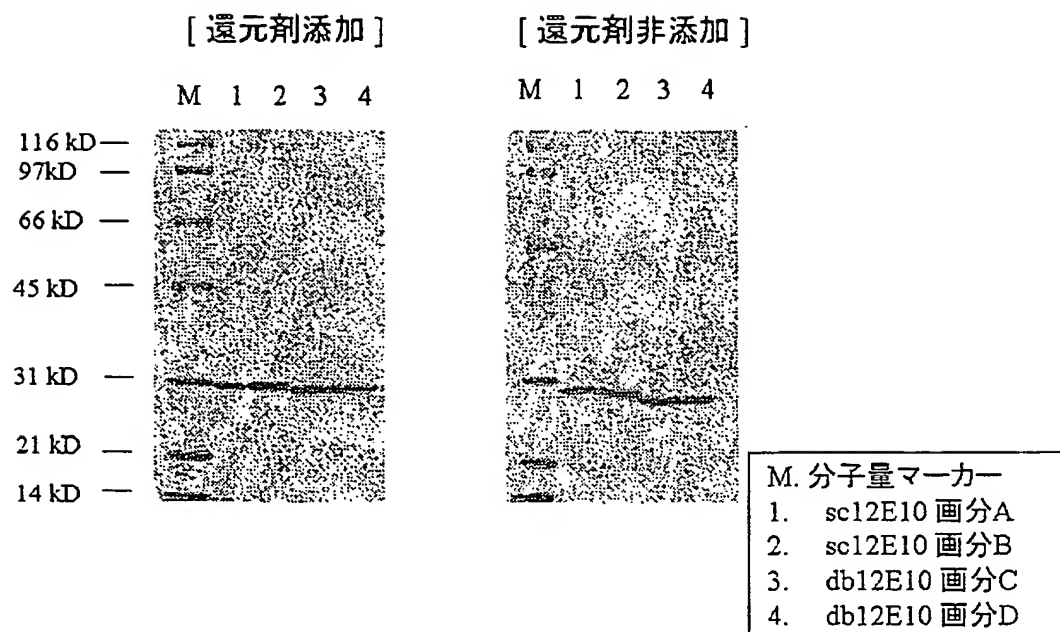 [ 還元剤添加 ]
[ 還元剤非添加 ]
M 1 2 3 4
M 1 2 3 4
116 kD
97kD
66 kD
45 kD
31 kD
21 kD
14 kD
M. 分子量マーカー
1. sc12E10 画分A
2. sc12E10 画分B
3. db12E10 画分C
4. db12E10 画分D